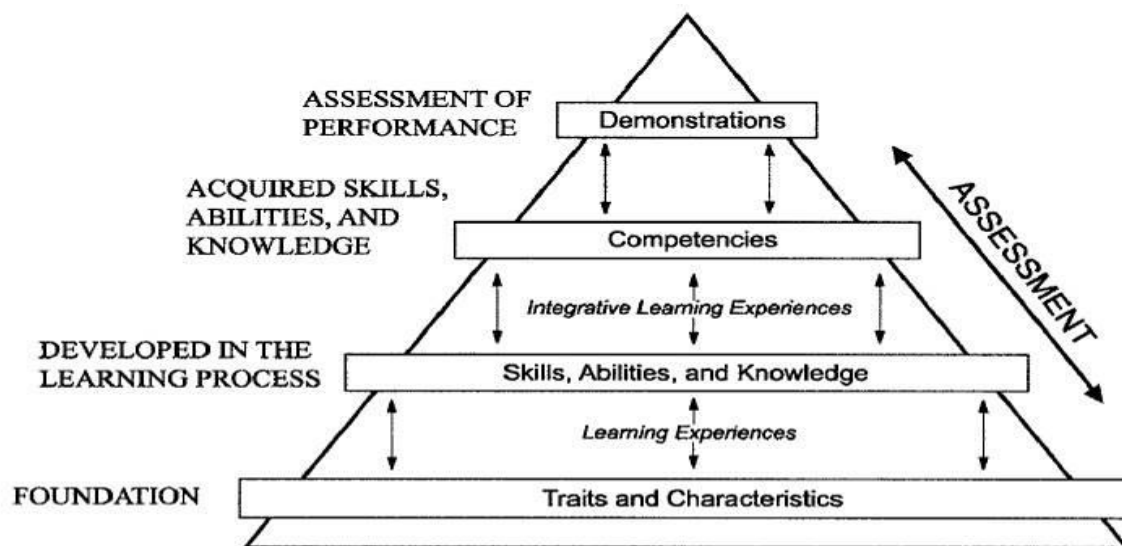 ASSESSMENT OF
PERFORMANCE
Demonstrations
ACQUIRED SKILLS,
ABILITIES, AND
KNOWLEDGE
Competencies
ASSESSMENT
Integrative Learning Experiences
DEVELOPED IN THE
LEARNING PROCESS
Skills, Abilities, and Knowledge
Learning Experiences
FOUNDATION
Traits and Characteristics